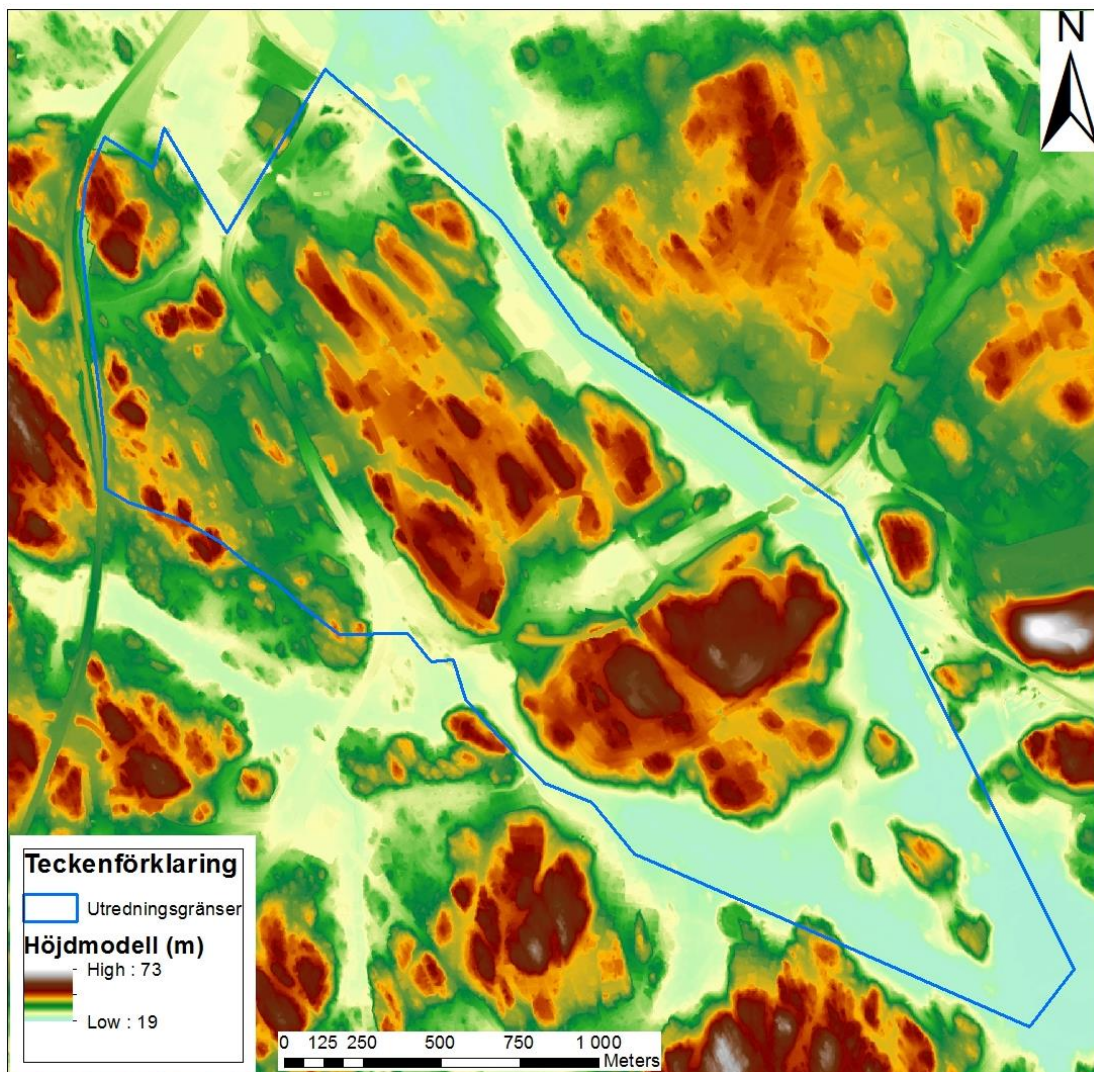 N
Teckenförklaring
Utredningsgränser
Höjdmodell (m)
High : 73
Low : 19
0 125 250 500 750 1 000
Meters